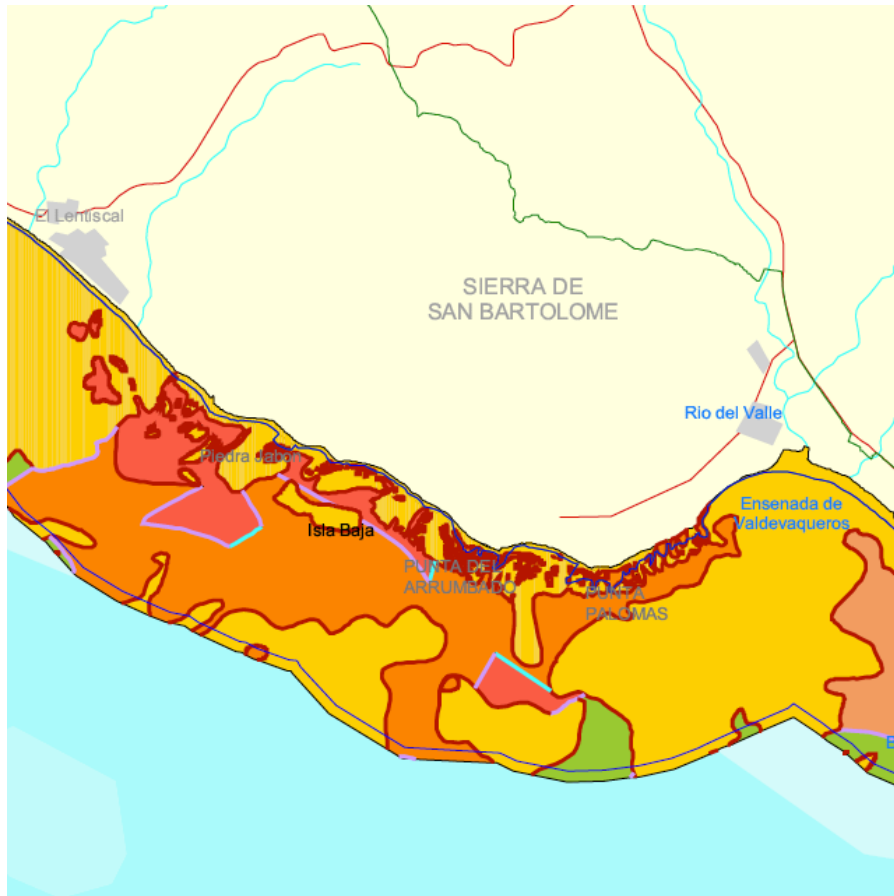 El Lentiscal
SIERRA DE
SAN BARTOLOME
Rio del Valle
Piedra Jabon
Ensenada de
Valdevaqueros
Isla Baja
PUNTA DEL
ARRUMBADO
PUNTA
PALOMAS
B